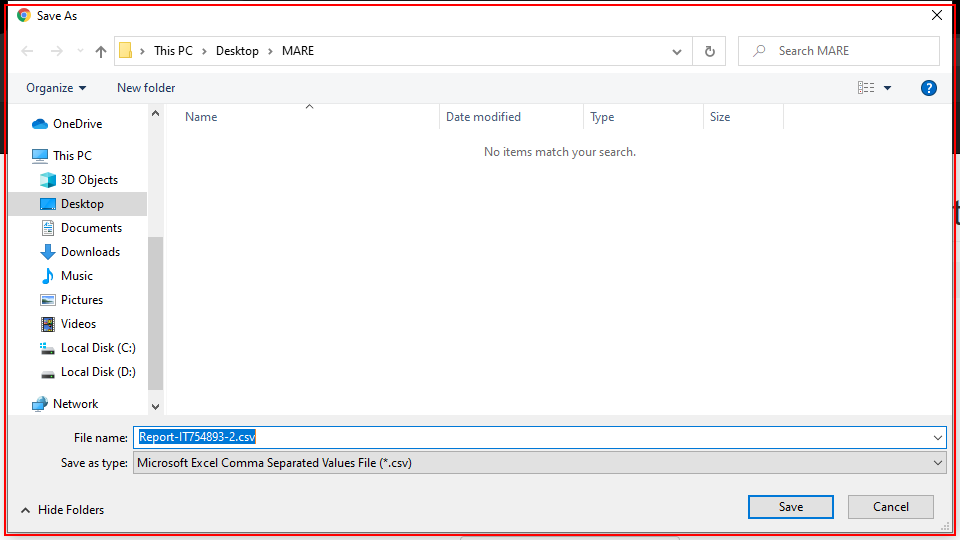 Save As
This PC > Desktop > MARE
Search MARE
Organize
New folder
?
Name Date modified Type Size
No items match your search.
OneDrive
This PC
3D Objects
Desktop
Documents
Downloads
Music
Pictures
Videos
Local Disk (C:)
Local Disk (D:)
Network
File name: Report-IT754893-2.csv
Save as type: Microsoft Excel Comma Separated Values File (*.csv)
Hide Folders
Save
Cancel